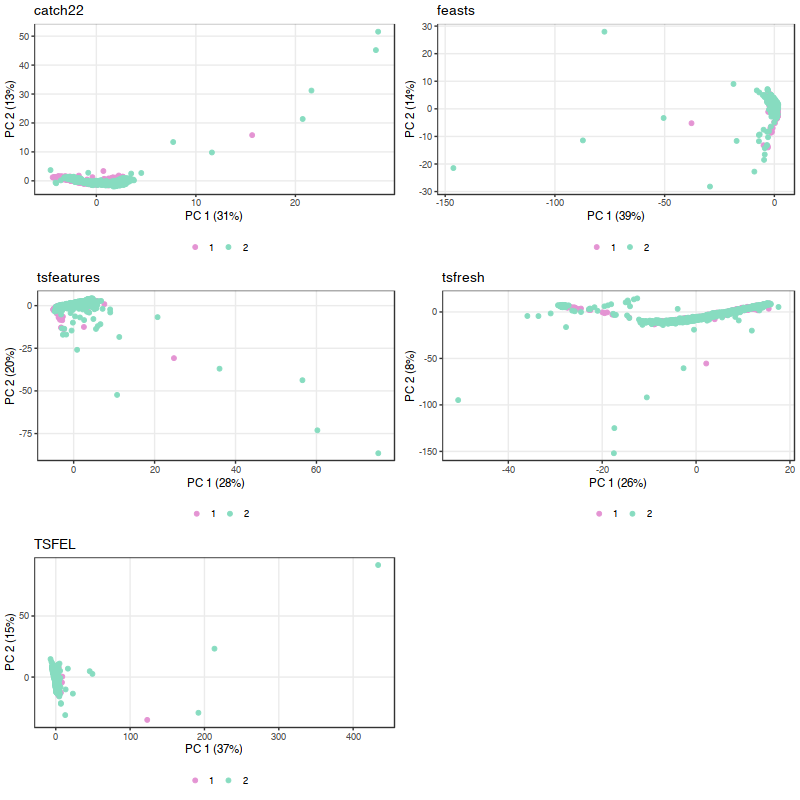 catch22
PC 2 (13%)
50
40
30
20
10
0
0 10 20
PC 1 (31%)
1 2
feasts
PC 2 (14%)
30
20
10
0
-10
-20
-30
-150 -100 -50 0
PC 1 (39%)
1 2
tsfeatures
PC 2 (20%)
0
-25
-50
-75
0 20 40 60
PC 1 (28%)
1 2
tsfresh
PC 2 (8%)
0
-50
-100
-150
-40 -20 0 20
PC 1 (26%)
1 2
TSFEL
PC 2 (15%)
50
0
0 100 200 300 400
PC 1 (37%)
1 2